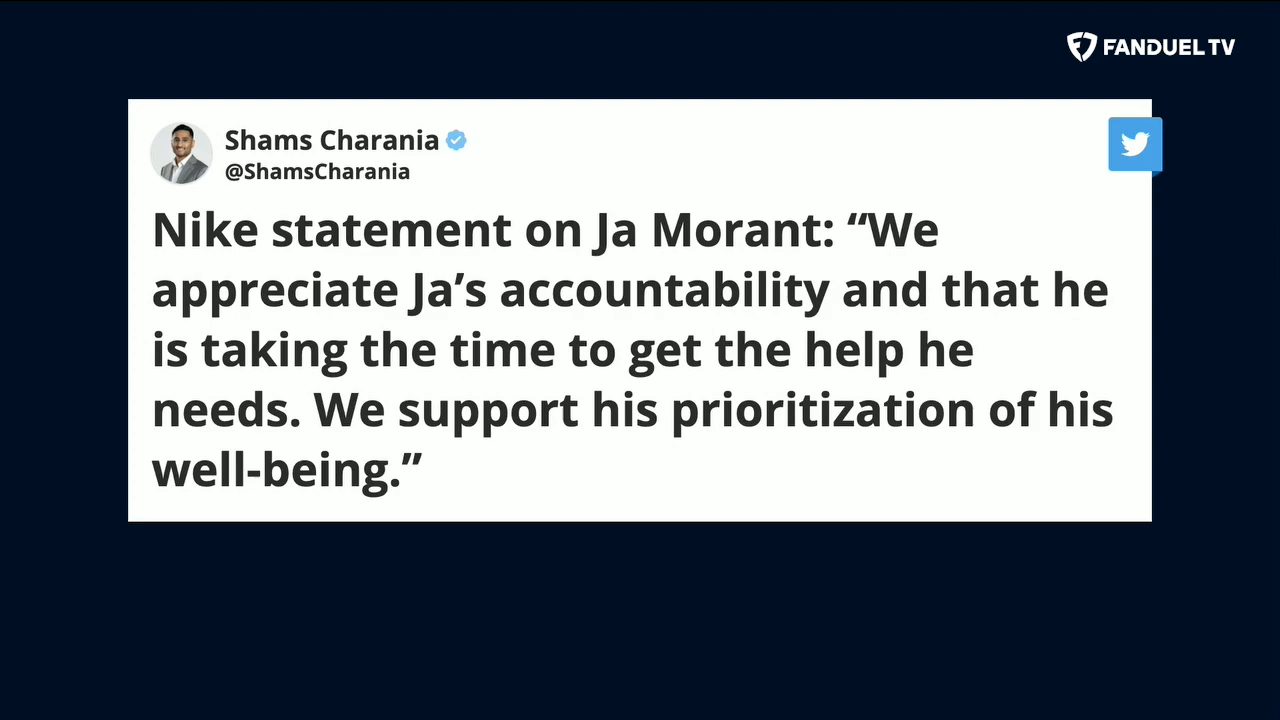 FANDUEL TV
Shams Charania
@ShamsCharania
Nike statement on Ja Morant: “We
appreciate Ja’s accountability and that he
is taking the time to get the help he
needs. We support his prioritization of his
well-being.”